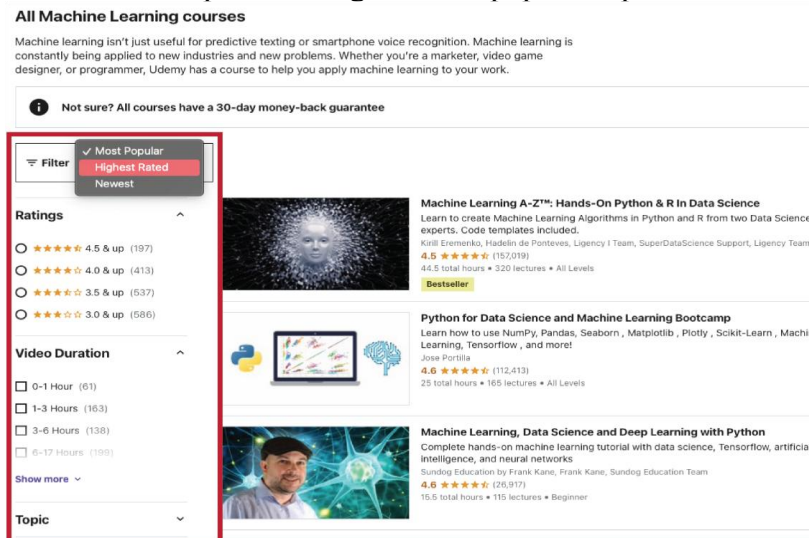 All Machine Learning courses
Machine learning isn't just useful for predictive texting or smartphone voice recognition. Machine learning is
constantly being applied to new industries and new problems. Whether you're a marketer, video game
designer, or programmer, Udemy has a course to help you apply machine learning to your work.
Not sure? All courses have a 30-day money-back guarantee
Filter
✓ Most Popular
Highest Rated
Newest
Ratings
4.5 & up (197)
4.0 & up (413)
3.5 & up (537)
3.0 & up (586)
Video Duration
0-1 Hour (61)
1-3 Hours (163)
3-6 Hours (138)
6-17 Hours (199)
Show more
Topic
Machine Learning A-Z™: Hands-On Python & R In Data Science
Learn to create Machine Learning Algorithms in Python and R from two Data Science
experts. Code templates included.
Kirill Eremenko, Hadelin de Ponteves, Ligency I Team, SuperDataScience Support, Ligency Team
4.5 ★★★★★ (157,019)
44.5 total hours • 320 lectures • All Levels
Bestseller
Python for Data Science and Machine Learning Bootcamp
Learn how to use NumPy, Pandas, Seaborn , Matplotlib , Plotly , Scikit-Learn , Machi
Learning, Tensorflow , and more!
Jose Portilla
4.6 ★★★★★ (112,413)
25 total hours • 165 lectures • All Levels
Machine Learning, Data Science and Deep Learning with Python
Complete hands-on machine learning tutorial with data science, Tensorflow, artificia
intelligence, and neural networks
Sundog Education by Frank Kane, Frank Kane, Sundog Education Team
4.6 ★★★★★ (26,917)
15.5 total hours • 115 lectures • Beginner